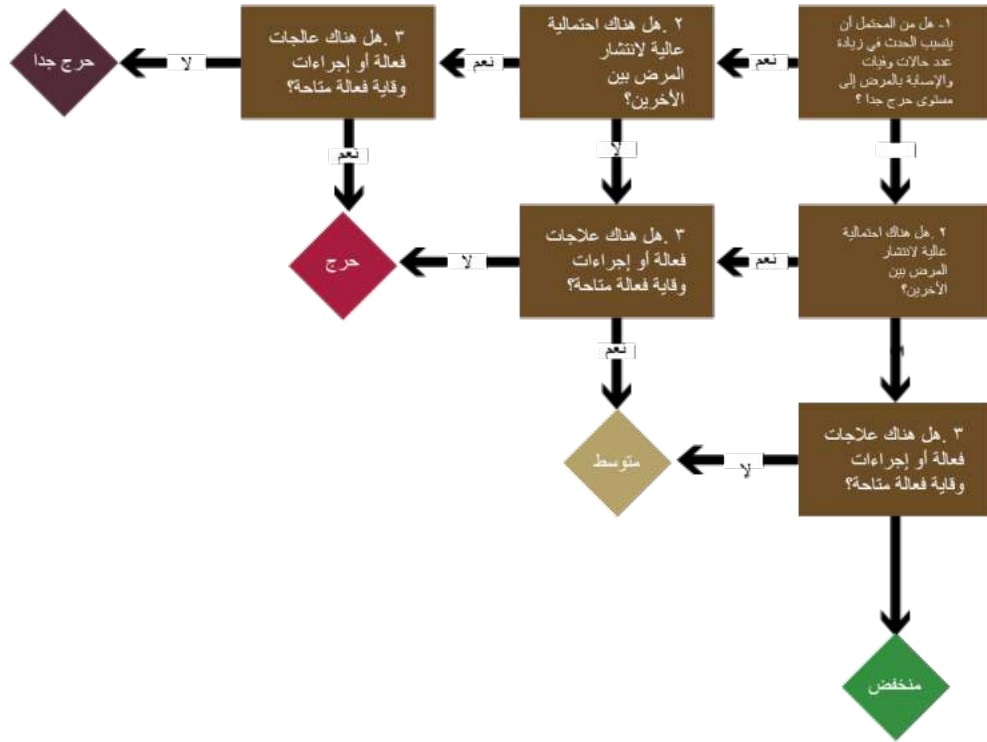 ١- هل من المحتمل أن
يتسبب الحدث في زيادة
عدد حالات وفيات
والإصابة بالمرض إلى
مستوى حرج جدا ؟
نعم
٢ .هل هناك احتمالية
عالية لانتشار
المرض بين
الأخرين؟
نعم
٣ .هل هناك عالجات
فعالة أو إجراءات
وقاية فعالة متاحة؟
لا
حرج جدا
لا
نعم
٢ .هل هناك احتمالية
عالية لانتشار
المرض بين
الأخرين؟
نعم
٣ .هل هناك علاجات
فعالة أو إجراءات
وقاية فعالة متاحة؟
لا
حرج
نعم
٣ .هل هناك علاجات
فعالة أو إجراءات
وقاية فعالة متاحة؟
لا
متوسط
منخفض